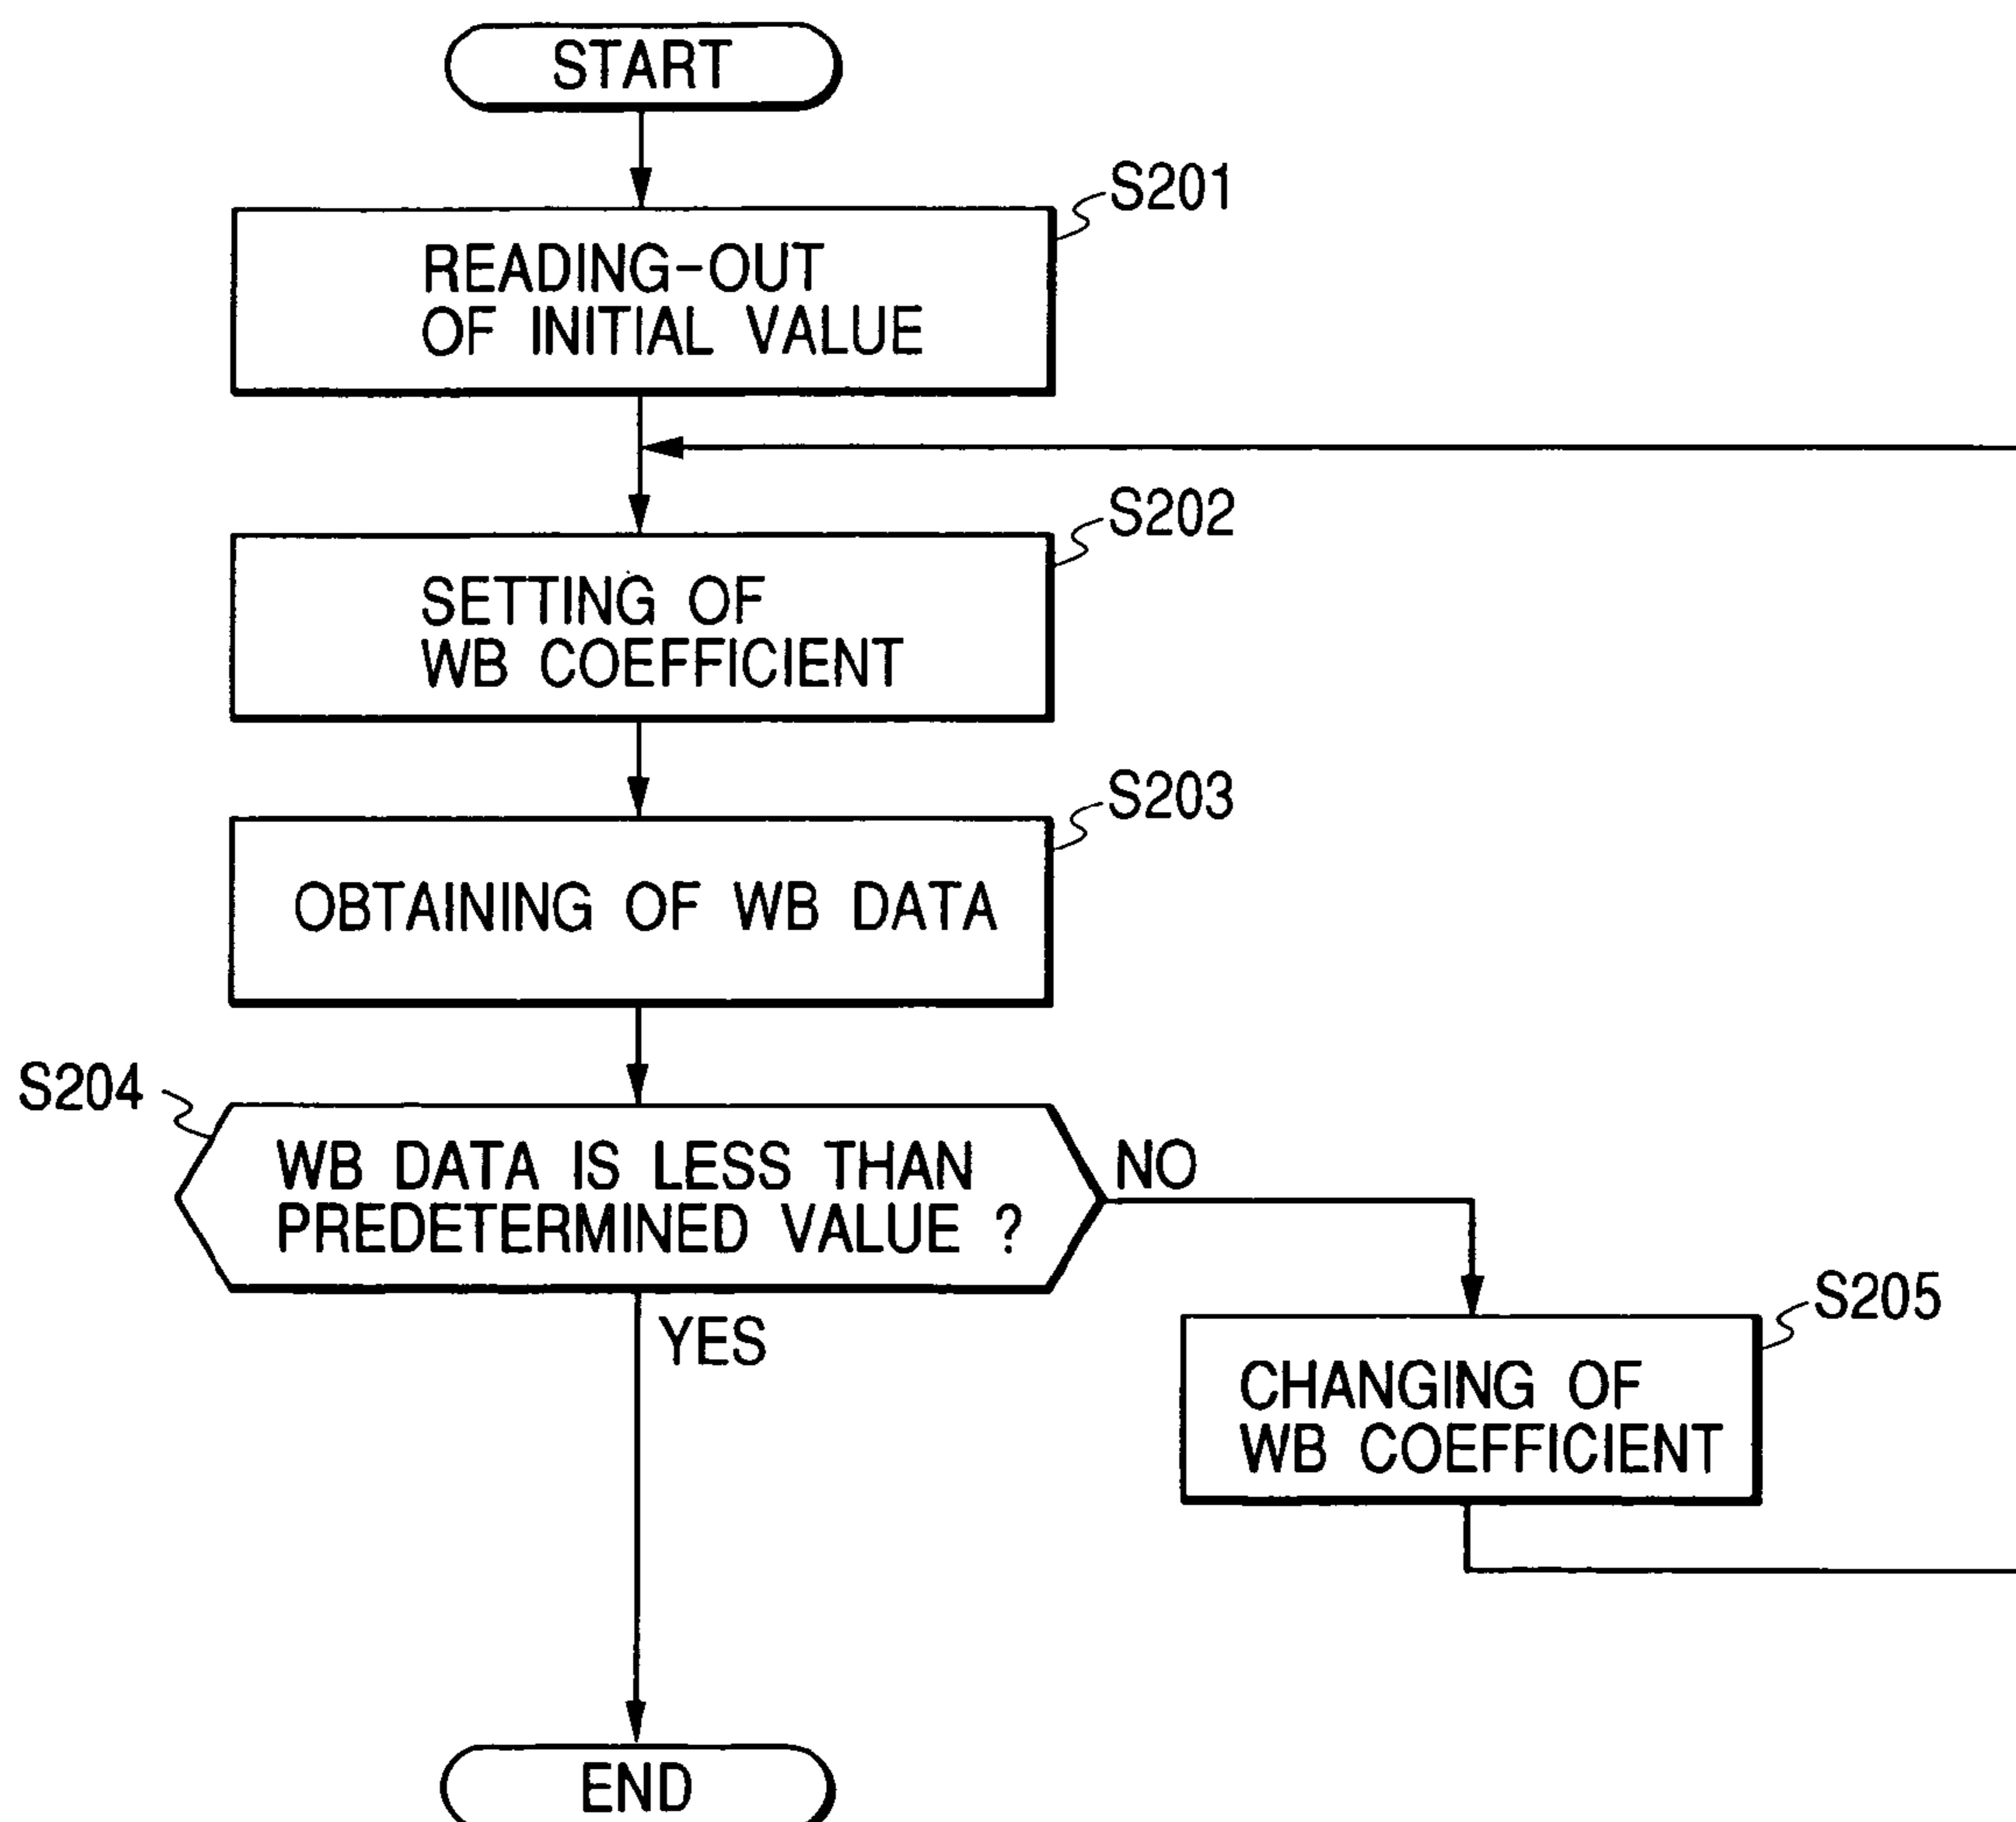 START
S201
READING-OUT
OF INITIAL VALUE
S202
SETTING OF
WB COEFFICIENT
S203
OBTAINING OF WB DATA
S204
WB DATA IS LESS THAN
PREDETERMINED VALUE ?
NO
YES
S205
CHANGING OF
WB COEFFICIENT
END